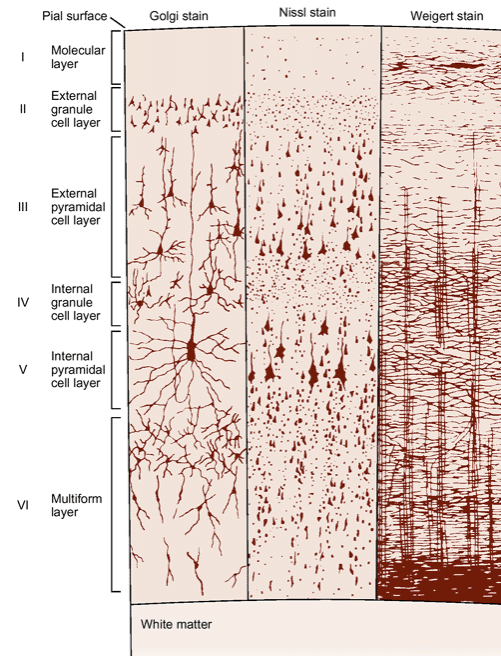 Pial surface
Golgi stain
Nissl stain
Weigert stain
I
Molecular
layer
II
External
granule
cell layer
III
External
pyramidal
cell layer
IV
Internal
granule
cell layer
V
Internal
pyramidal
cell layer
VI
Multiform
layer
White matter